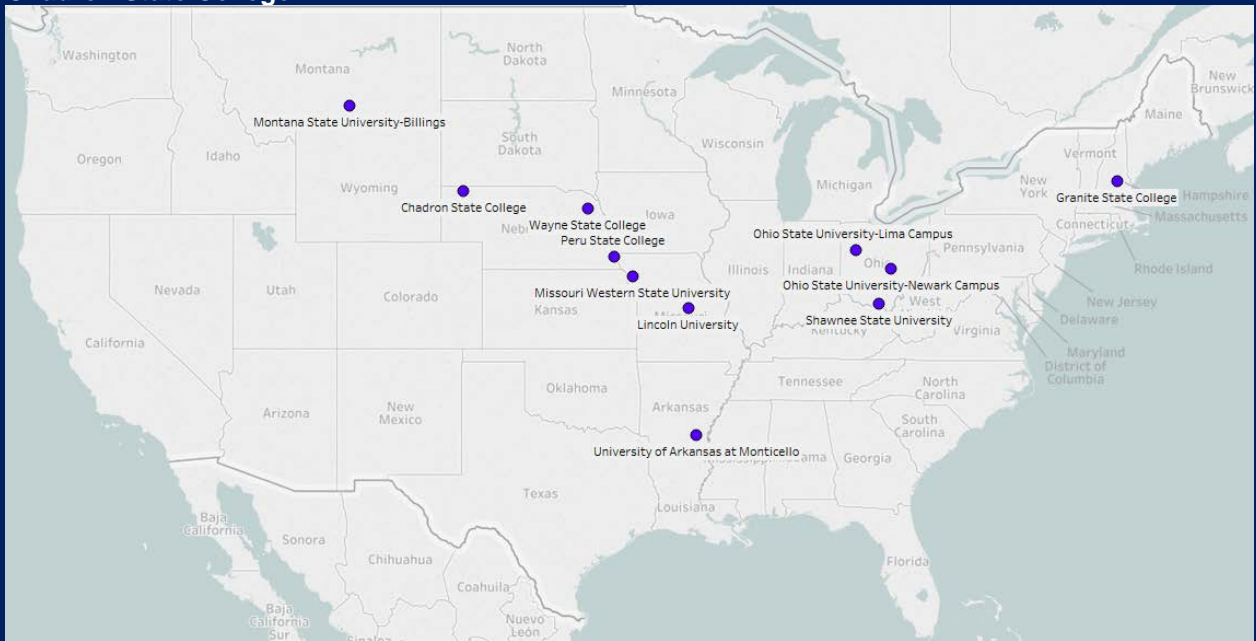 Chadron State College
Washington
Montana
North
Dakota
Minnesota
New
Brunswick
Maine
Montana State University-Billings
Oregon
Idaho
South
Dakota
Wisconsin
Vermont
Michigan
New
York
Wyoming
Chadron State College
Granite State College
Hampshire
Massachusetts
Wayne State College
Iowa
Peru State College
Connecticut
Ohio State University-Lima Campus
Pennsylvania
Rhode Island
Nevada
Utah
Colorado
Illinois
Indiana
Ohio
Missouri Western State University
Ohio State University-Newark Campus
Kansas
New Jersey
West
Delaware
Lincoln University
Shawnee State University
Kentucky
Virginia
California
Maryland
District of
Columbia
Tennessee
North
Carolina
Oklahoma
Arkansas
Arizona
New
Mexico
South
Carolina
University of Arkansas at Monticello
Georgia
Texas
Louisiana
Baja
California
Sonora
Chihuahua
Florida
Coahuila
Baja
California
Sur
Nuevo
León